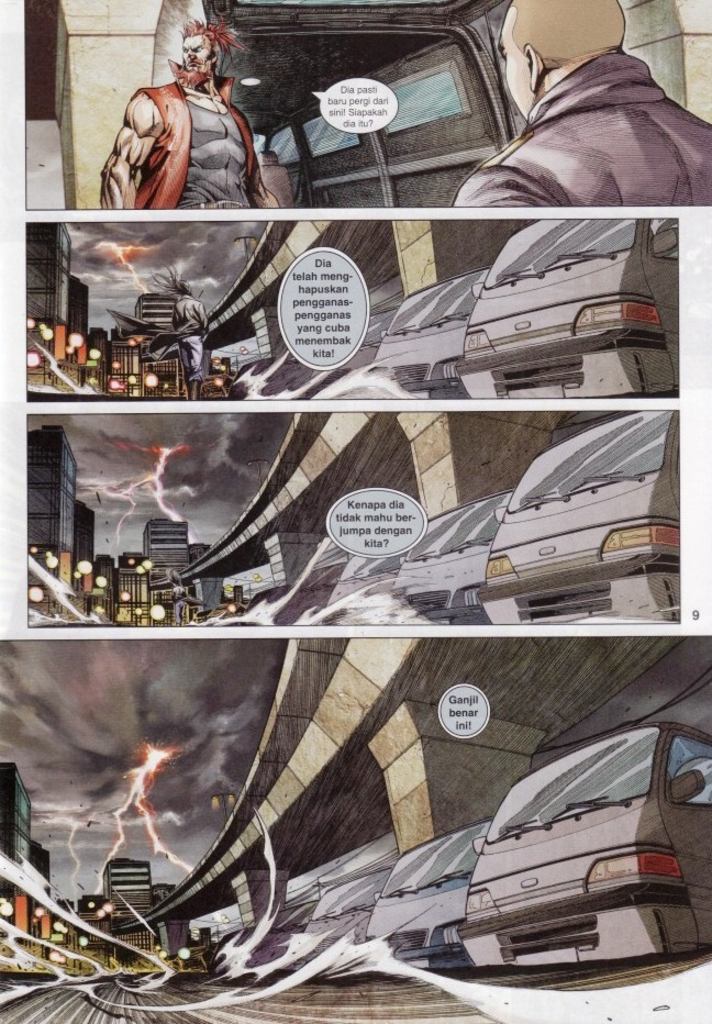 Dia pasti
baru pergi dari
sini! Siapakah
dia itu?
Dia
telah meng-
hapuskan
pengganas-
pengganas
yang cuba
menembak
kita!
Kenapa dia
tidak mahu ber-
jumpa dengan
kita?
9
Ganjil
benar
ini!